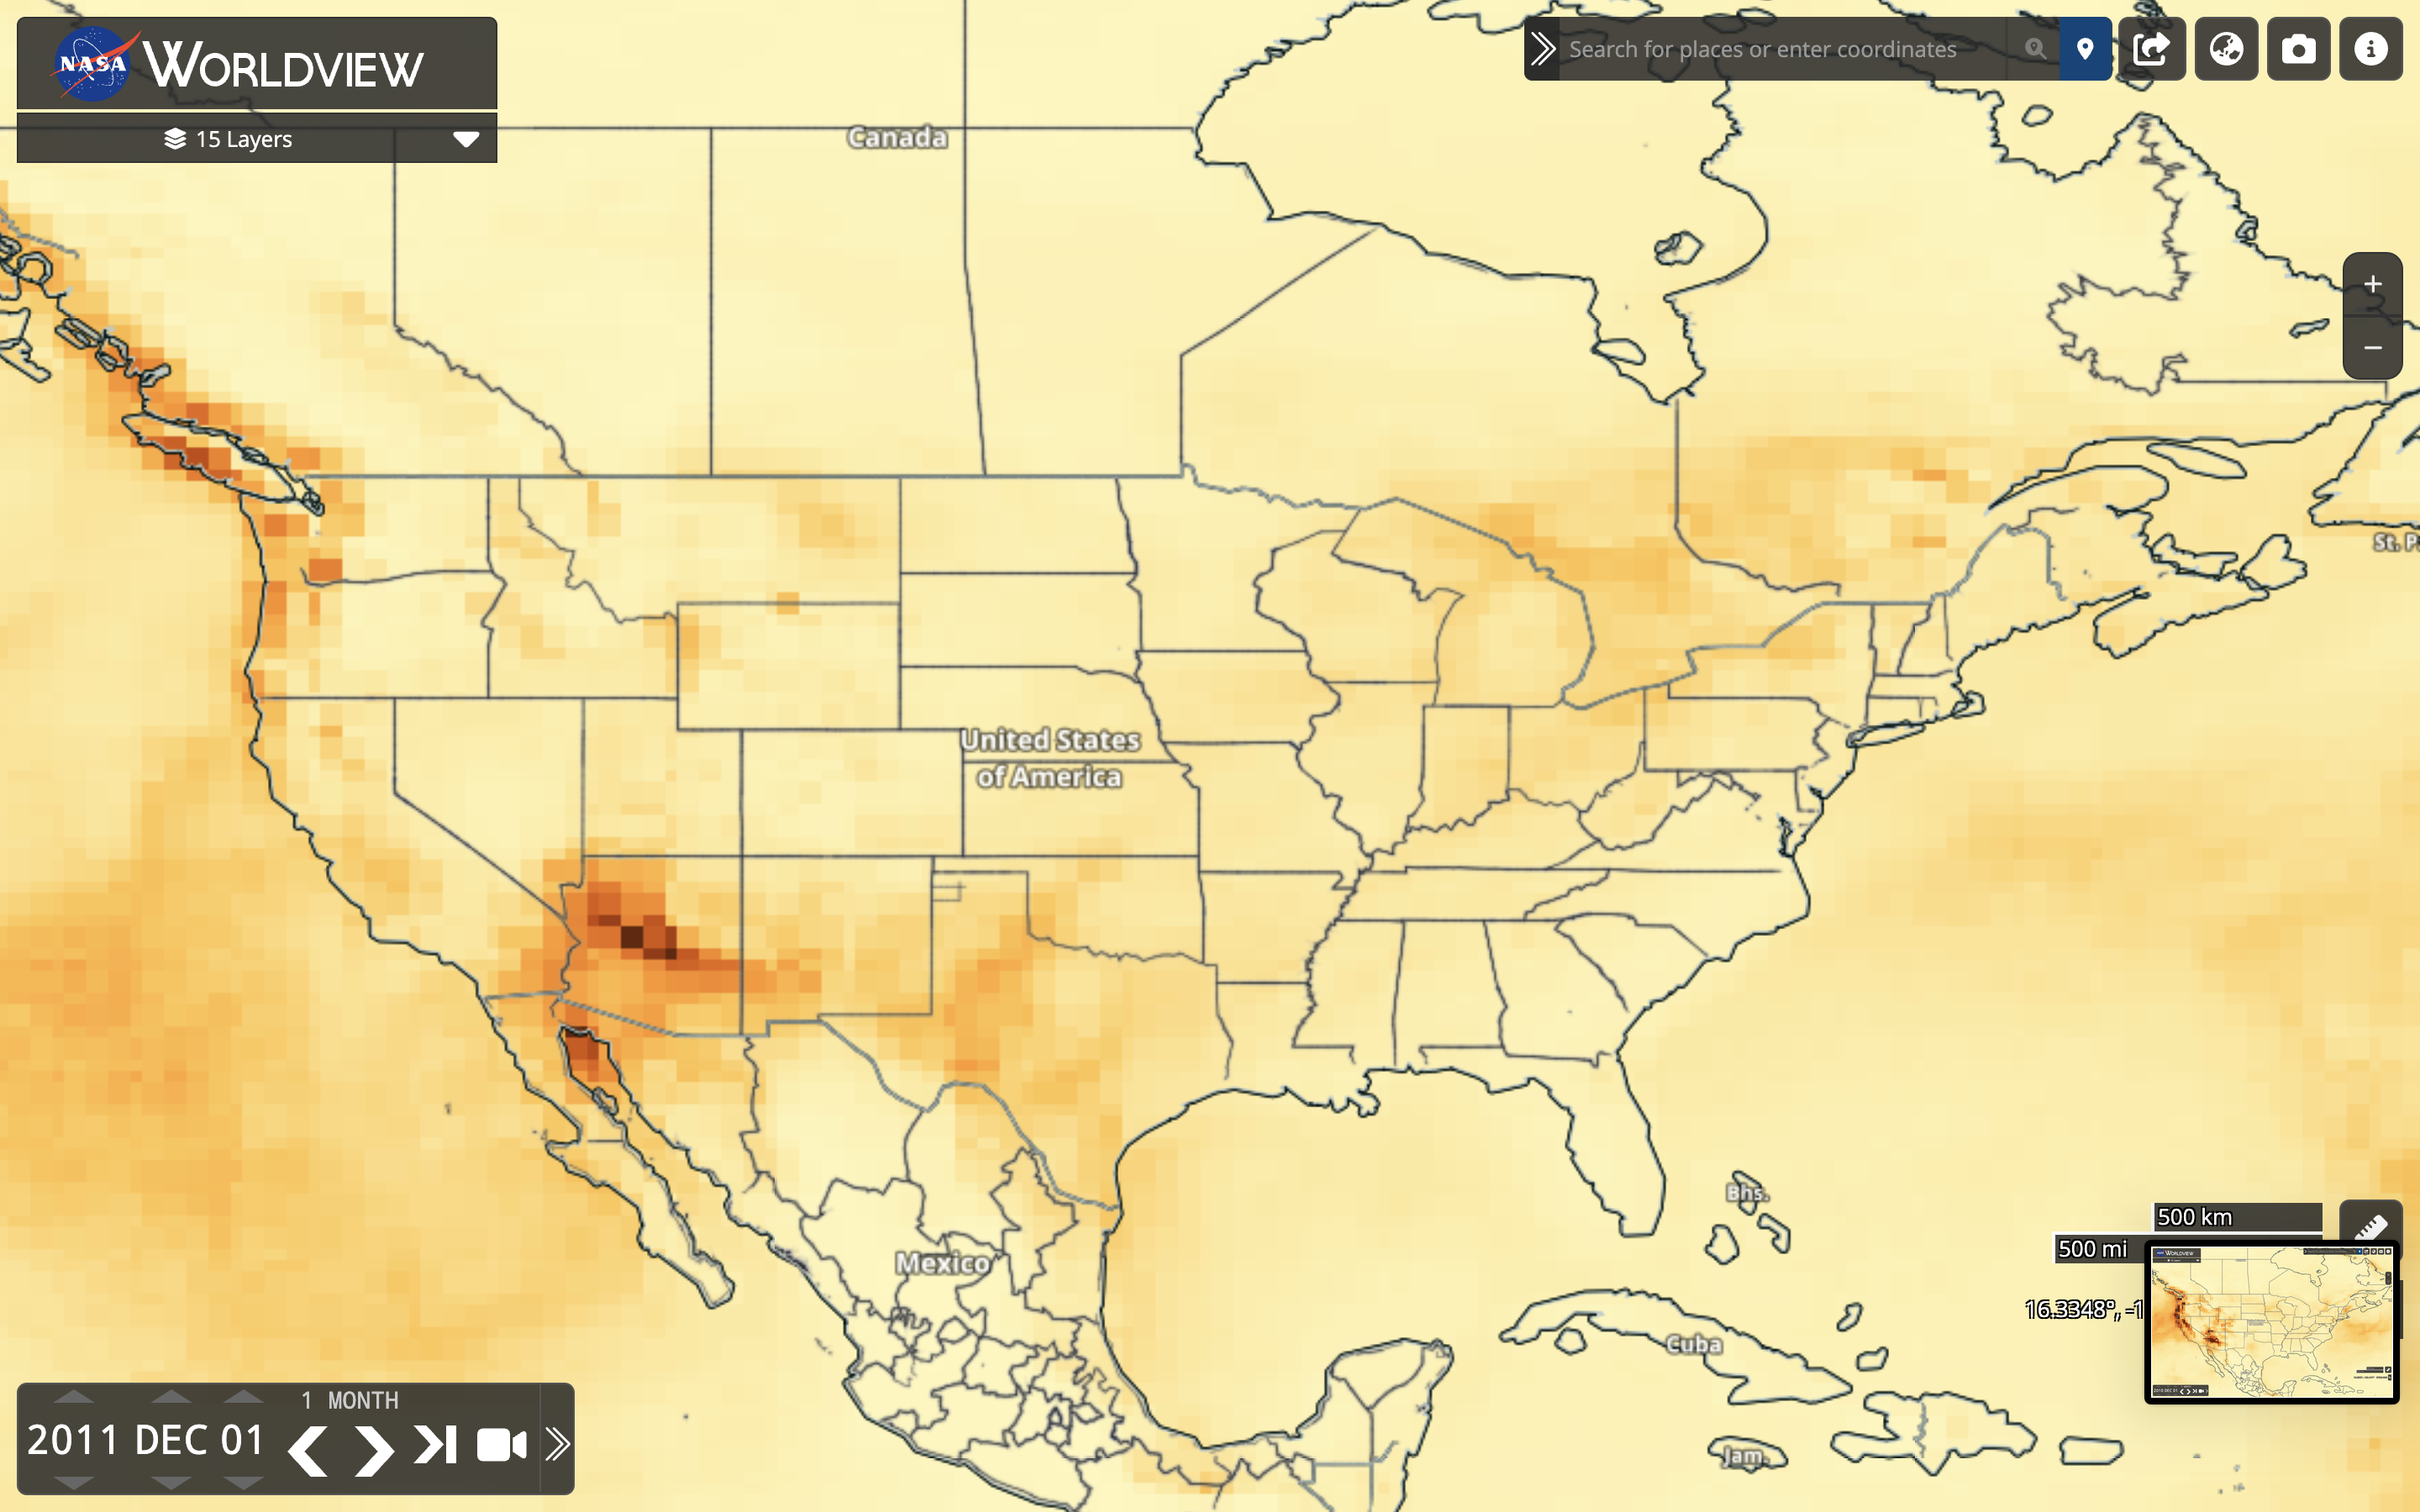 NASA WORLDVIEW
15 Layers
Search for places or enter coordinates
Canada
St. P
United States
of America
Bhs.
500 km
500 mi
Mexico
16.3348°, -1
Cuba
Jam.
1 MONTH
2011 DEC 01